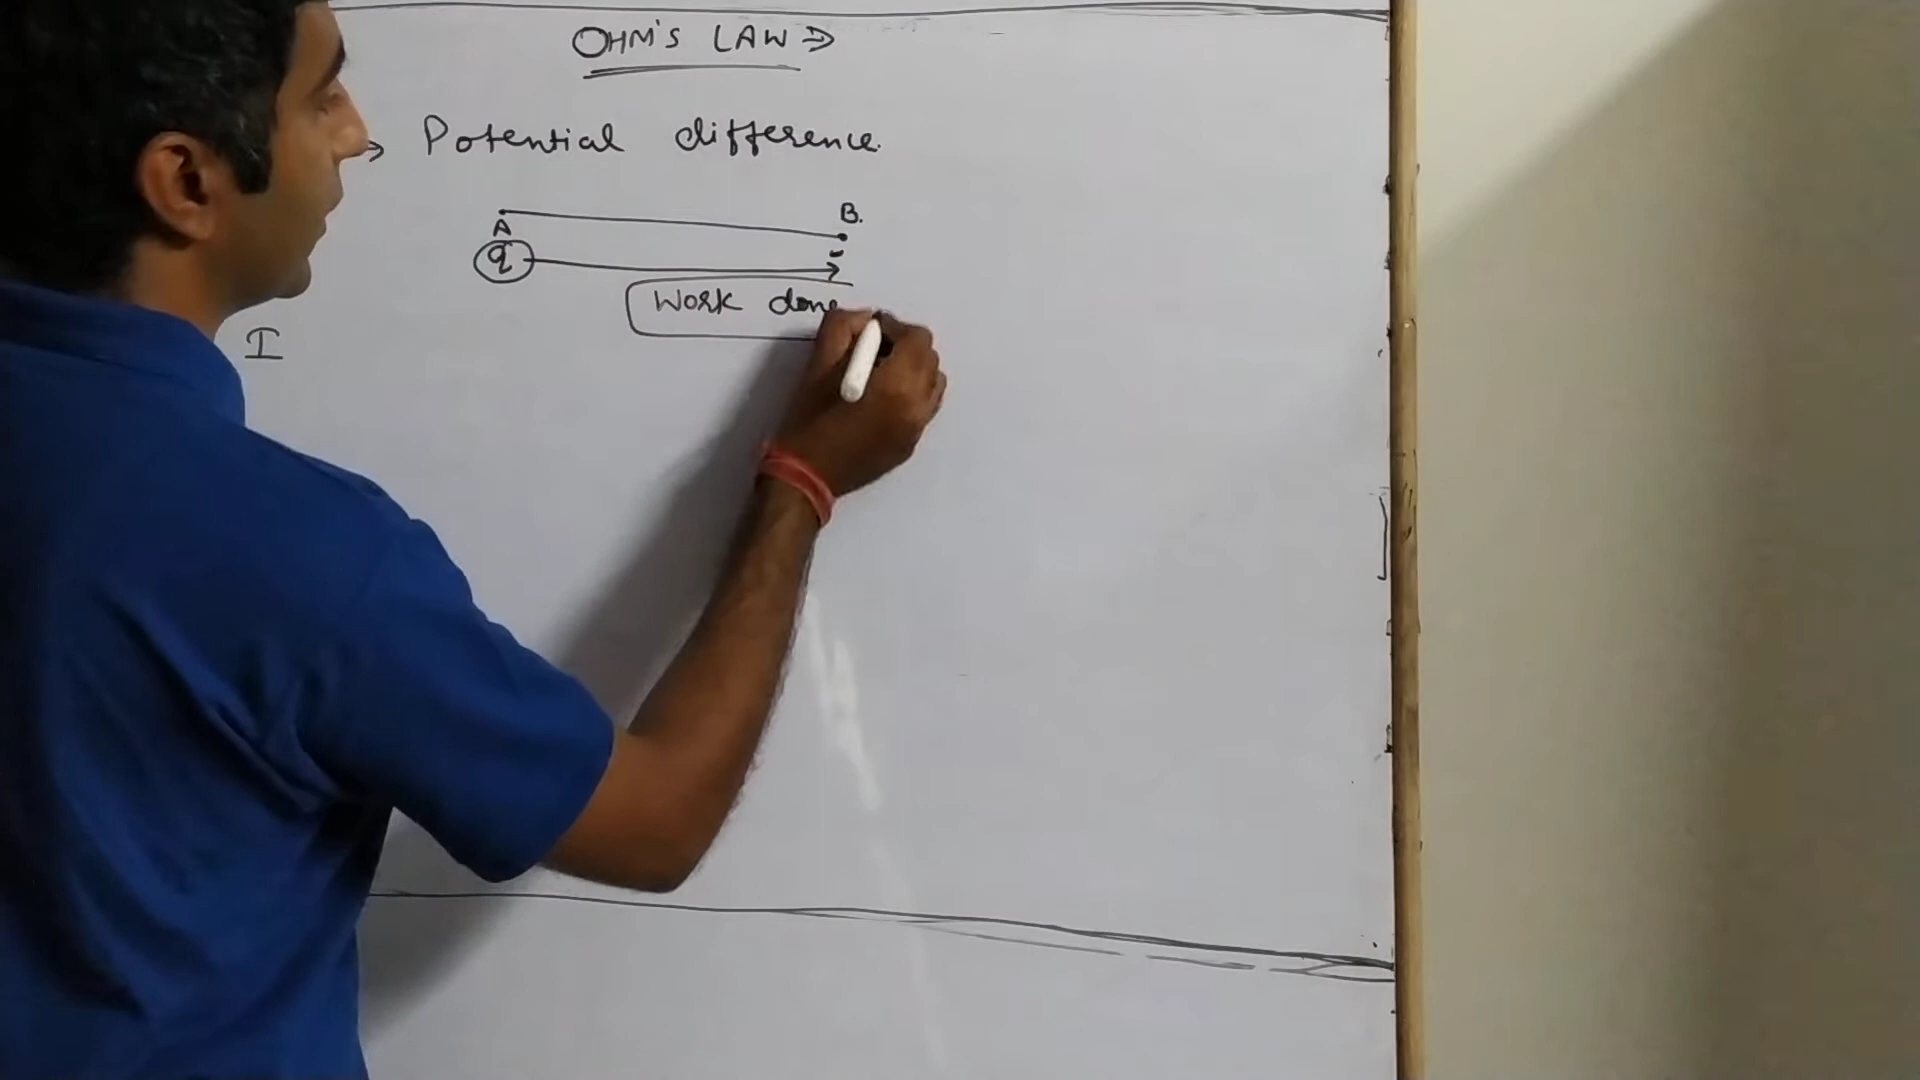 OHM'S LAW ⇒
→ Potential difference.
A B.
q
Work done
I